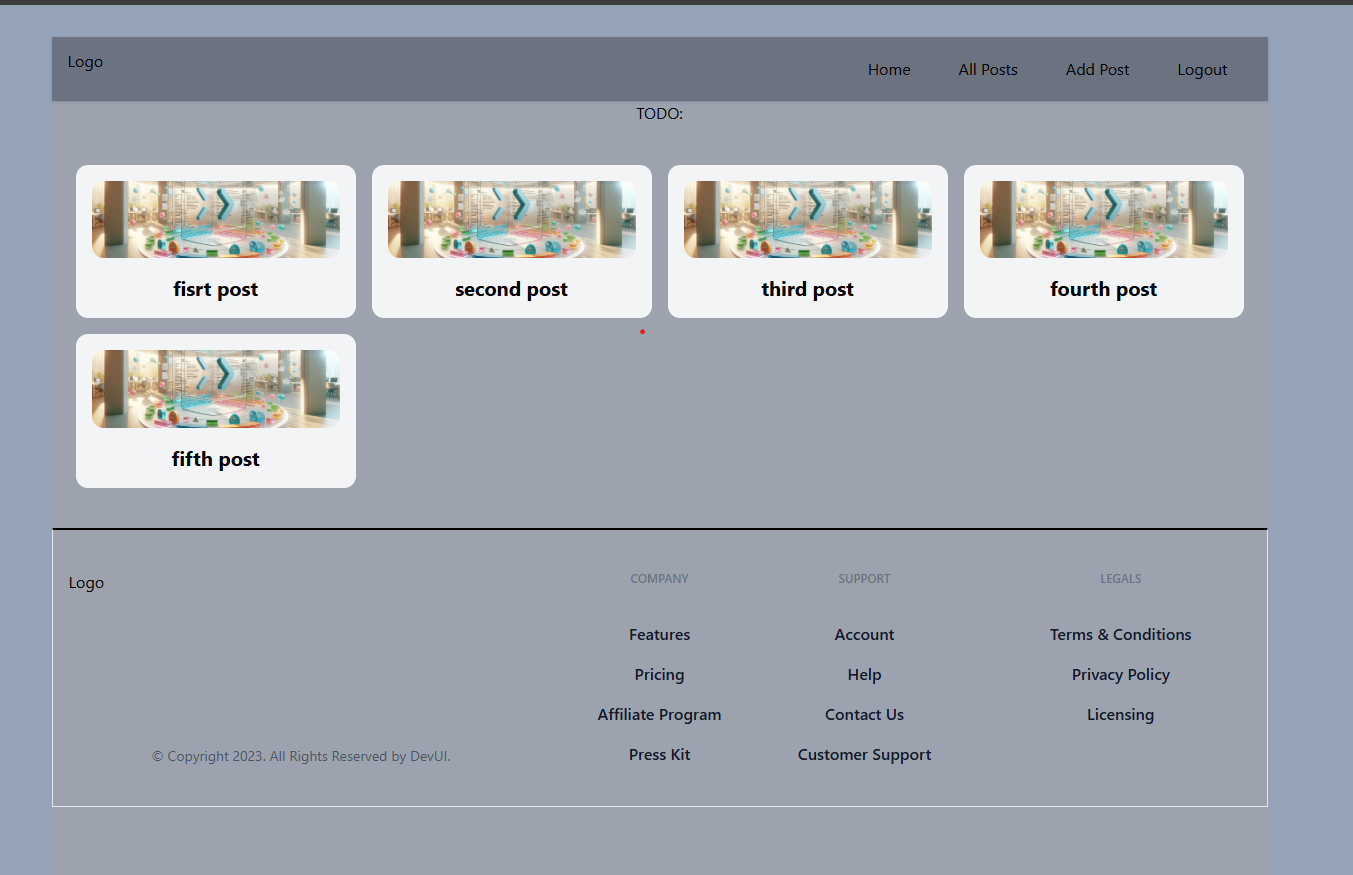 Logo
Home All Posts Add Post Logout
TODO:
fisrt post second post third post fourth post
fifth post
Logo
COMPANY SUPPORT LEGALS
Features Account Terms & Conditions
Pricing Help Privacy Policy
Affiliate Program Contact Us Licensing
© Copyright 2023. All Rights Reserved by DevUI.
Press Kit Customer Support